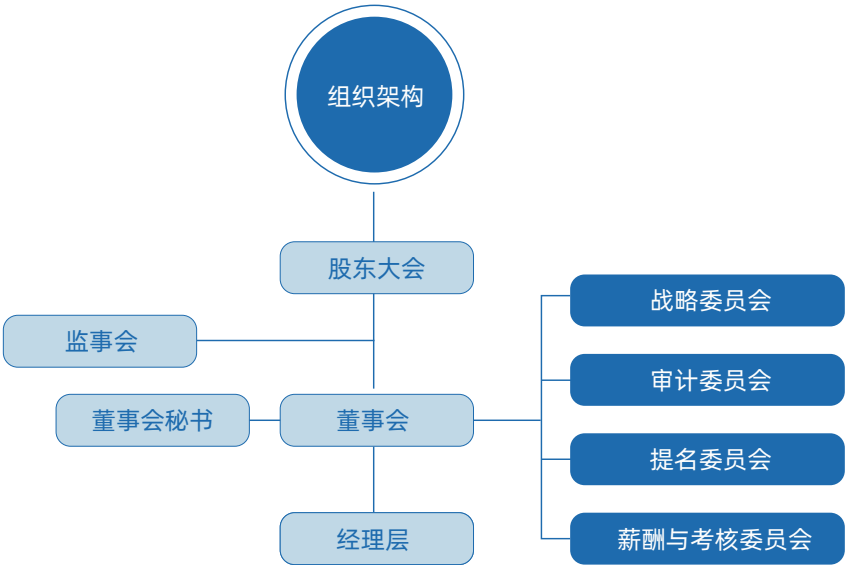 组织架构
股东大会
监事会
董事会秘书
董事会
经理层
战略委员会
审计委员会
提名委员会
薪酬与考核委员会